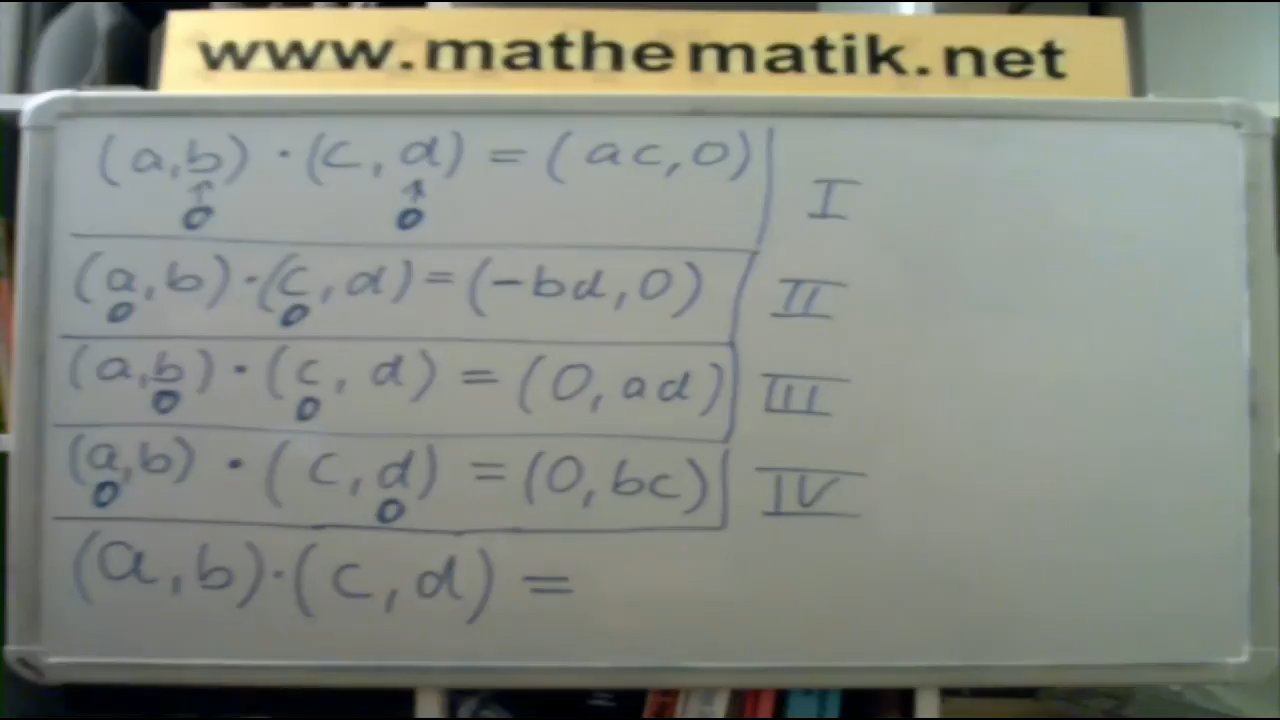 www.mathematik.net
(a,b) · (c,d) = (ac,0) I
↑ ↑
0 0
(a,b) · (c,d) = (-bd,0) II
0 0
(a,b) · (c,d) = (0,ad) III
0 0
(a,b) · (c,d) = (0,bc) IV
0 0
(a,b) · (c,d) =